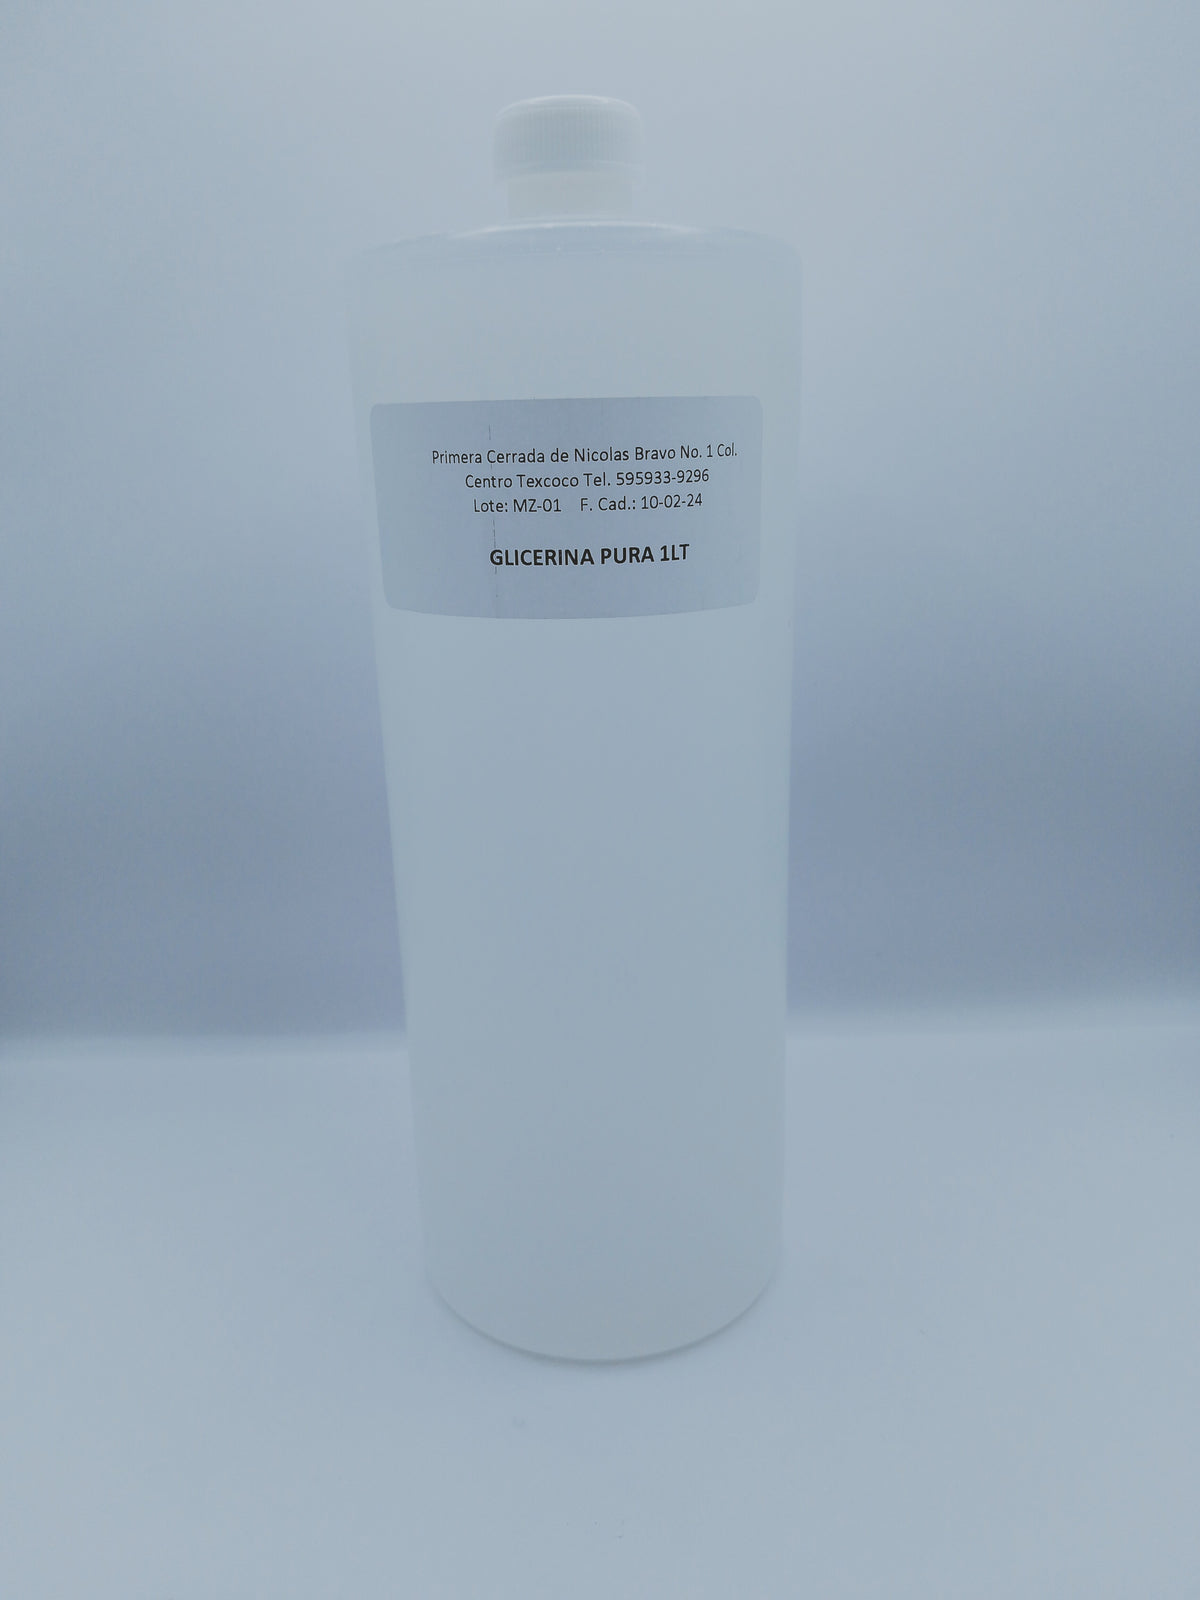 Primera Cerrada de Nicolas Bravo No. 1 Col.
Centro Texcoco Tel. 595933-9296
Lote: MZ-01 F. Cad.: 10-02-24
GLICERINA PURA 1LT